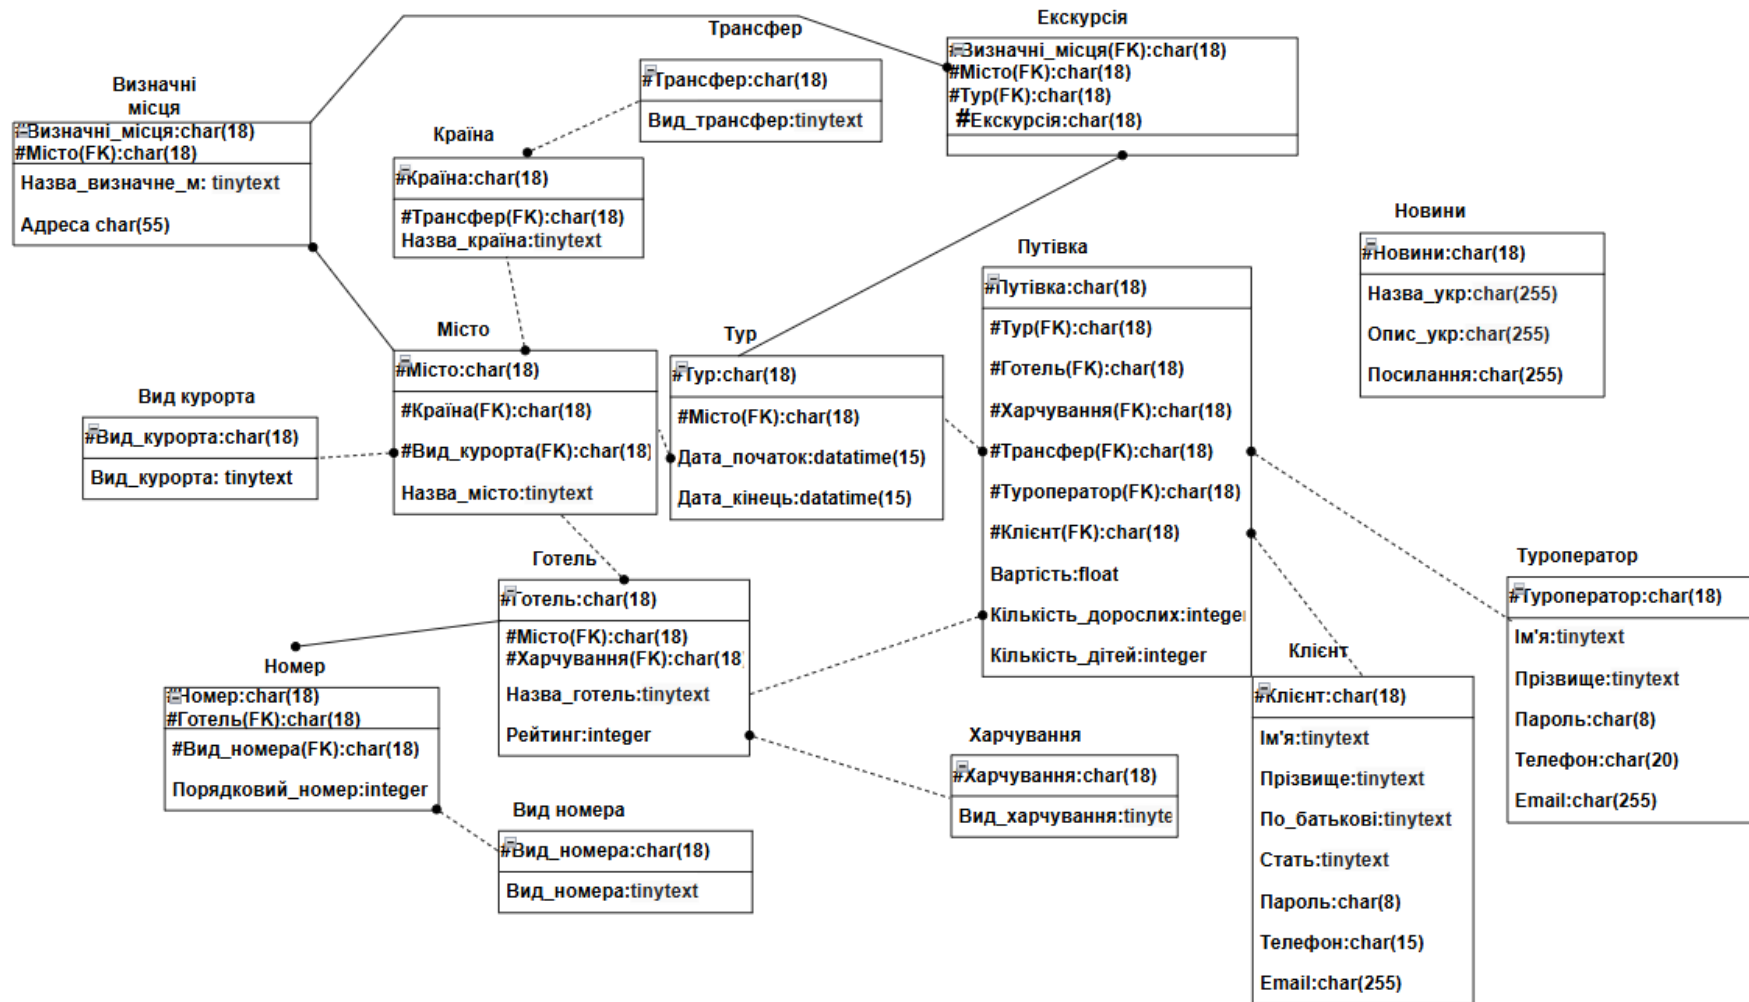 Визначні
місця
#Визначні_місця:char(18)
#Місто(FK):char(18)
Назва_визначне_м: tinytext
Адреса char(55)
Трансфер
#Трансфер:char(18)
Вид_трансфер:tinytext
Екскурсія
#Визначні_місця(FK):char(18)
#Місто(FK):char(18)
#Тур(FK):char(18)
#Екскурсія:char(18)
Країна
#Країна:char(18)
#Трансфер(FK):char(18)
Назва_країна:tinytext
Новини
#Новини:char(18)
Назва_укр:char(255)
Опис_укр:char(255)
Посилання:char(255)
Місто
#Місто:char(18)
#Країна(FK):char(18)
#Вид_курорта(FK):char(18)
Назва_місто:tinytext
Тур
#Тур:char(18)
#Місто(FK):char(18)
Дата_початок:datatime(15)
Дата_кінець:datatime(15)
Путівка
#Путівка:char(18)
#Тур(FK):char(18)
#Готель(FK):char(18)
#Харчування(FK):char(18)
#Трансфер(FK):char(18)
#Туроператор(FK):char(18)
#Клієнт(FK):char(18)
Вартість:float
Кількість_дорослих:intege
Кількість_дітей:integer
Вид курорта
#Вид_курорта:char(18)
Вид_курорта: tinytext
Готель
#Готель:char(18)
#Місто(FK):char(18)
#Харчування(FK):char(18
Назва_готель:tinytext
Рейтинг:integer
Номер
#Номер:char(18)
#Готель(FK):char(18)
#Вид_номера(FK):char(18)
Порядковий_номер:integer
Вид номера
#Вид_номера:char(18)
Вид_номера:tinytext
Харчування
#Харчування:char(18)
Вид_харчування:tinyte
Клієнт
#Клієнт:char(18)
Ім'я:tinytext
Прізвище:tinytext
По_батькові:tinytext
Стать:tinytext
Пароль:char(8)
Телефон:char(15)
Email:char(255)
Туроператор
#Туроператор:char(18)
Ім'я:tinytext
Прізвище:tinytext
Пароль:char(8)
Телефон:char(20)
Email:char(255)